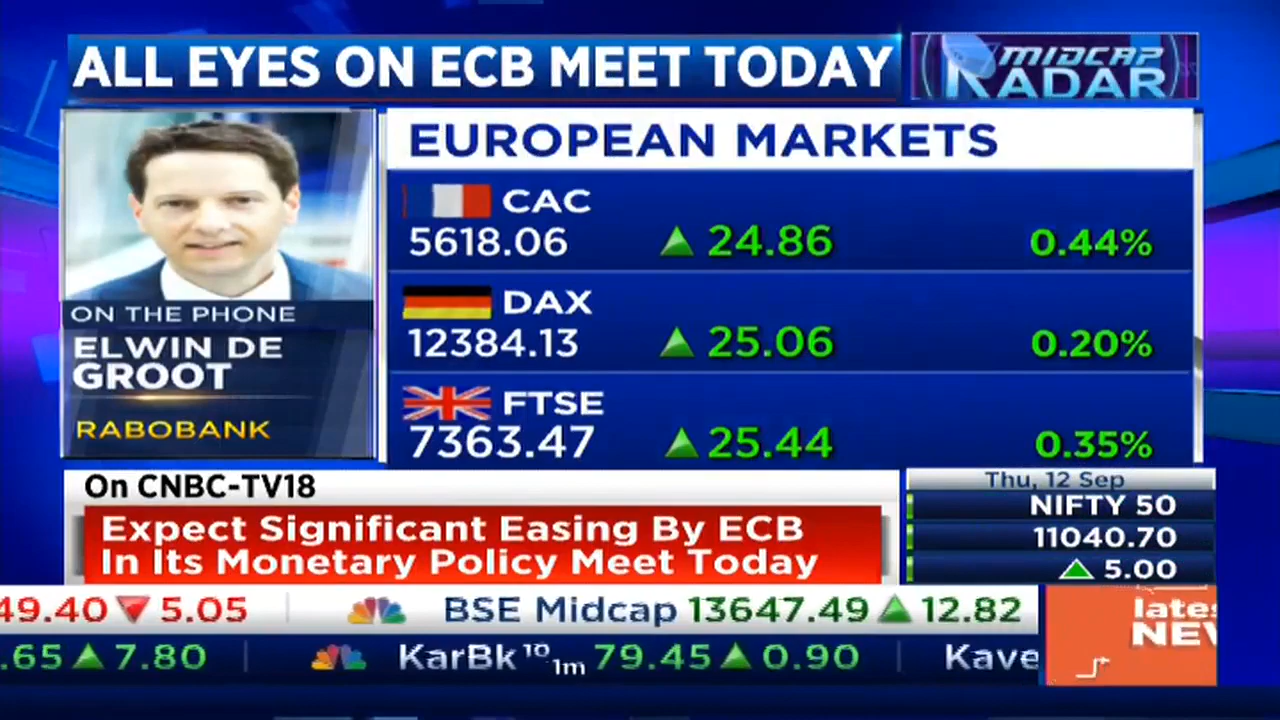 ALL EYES ON ECB MEET TODAY
MIDCAP
RADAR
EUROPEAN MARKETS
CAC
5618.06 ▲ 24.86 0.44%
DAX
12384.13 ▲ 25.06 0.20%
FTSE
7363.47 ▲ 25.44 0.35%
ON THE PHONE
ELWIN DE
GROOT
RABOBANK
On CNBC-TV18
Expect Significant Easing By ECB
In Its Monetary Policy Meet Today
Thu, 12 Sep
NIFTY 50
11040.70
▲ 5.00
49.40 ▼ 5.05 BSE Midcap 13647.49 ▲ 12.82
.65 ▲ 7.80 KarBk 10 1m 79.45 ▲ 0.90 Kave
lates
NEV